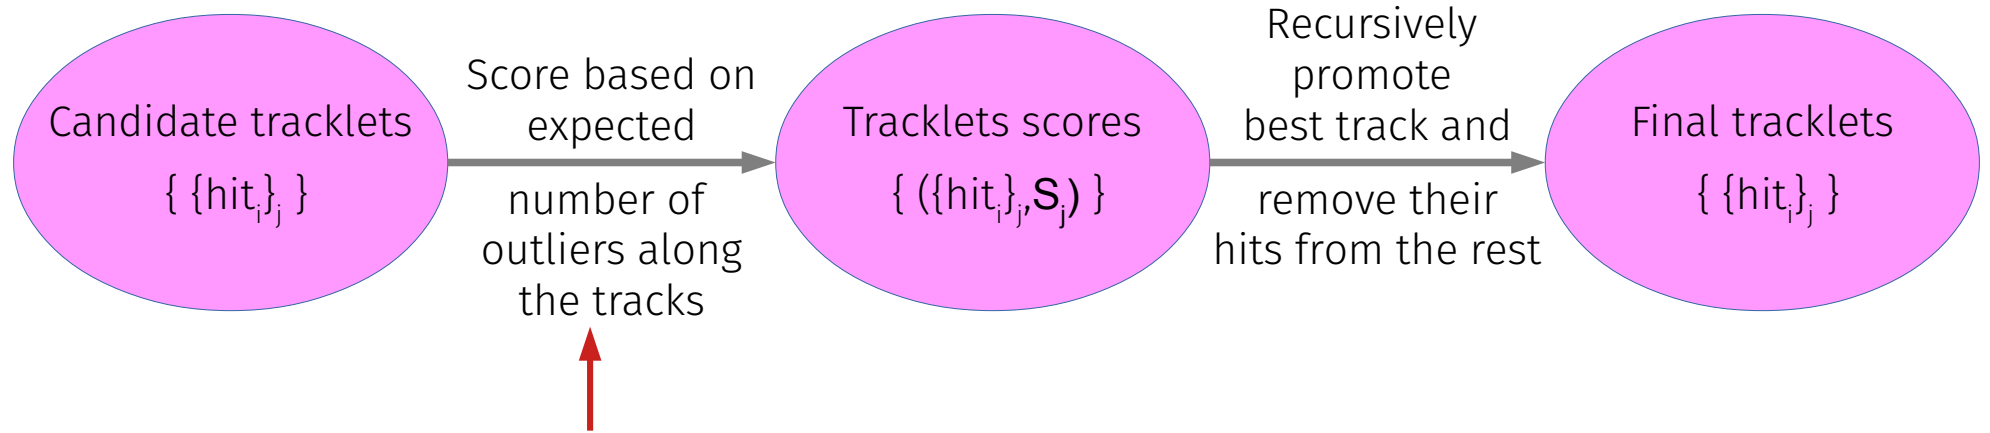 Candidate tracklets
{ {hit_i}_j }
Score based on
expected
number of
outliers along
the tracks
Tracklets scores
{ ({hit_i}_j,S_j) }
Recursively
promote
best track and
remove their
hits from the rest
Final tracklets
{ {hit_i}_j }